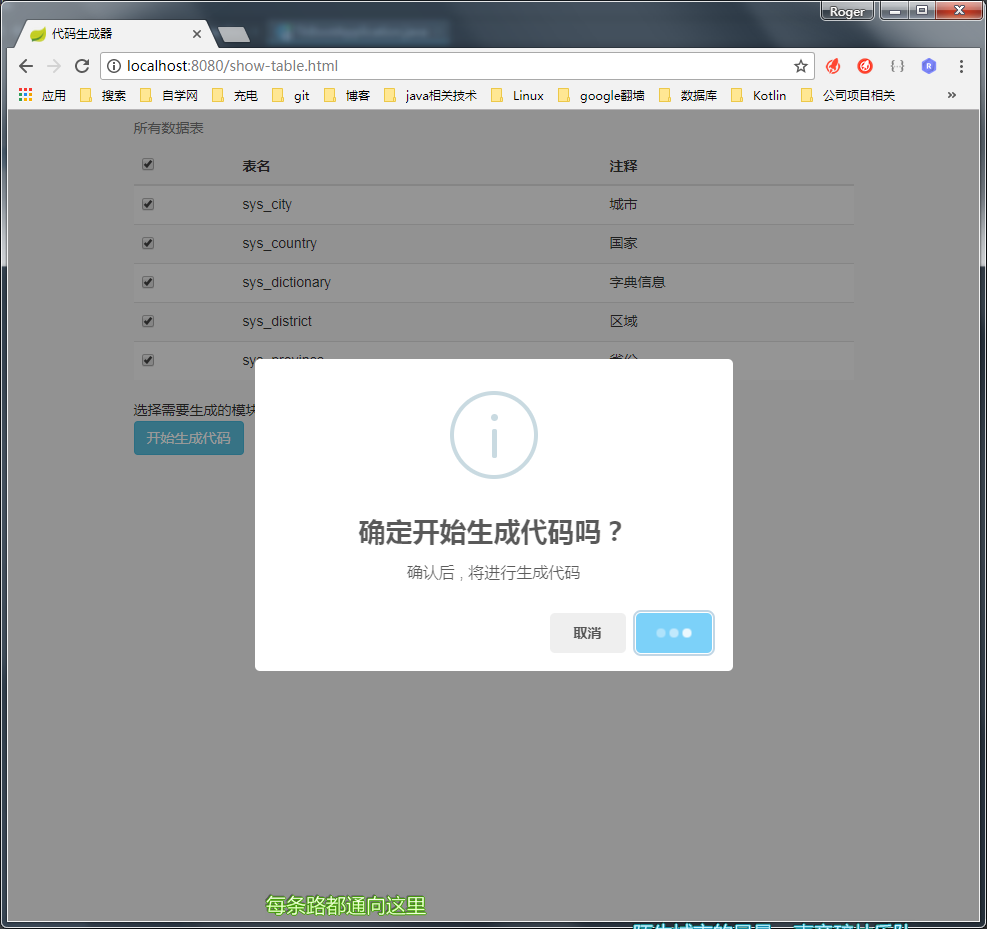 Roger
代码生成器
localhost:8080/show-table.html
应用 搜索 自学网 充电 git 博客 java相关技术 Linux google翻墙 数据库 Kotlin 公司项目相关 »
所有数据表
表名 注释
sys_city 城市
sys_country 国家
sys_dictionary 字典信息
sys_district 区域
sys_province 省份
选择需要生成的模块
开始生成代码
确定开始生成代码吗？
确认后，将进行生成代码
取消
每条路都通向这里